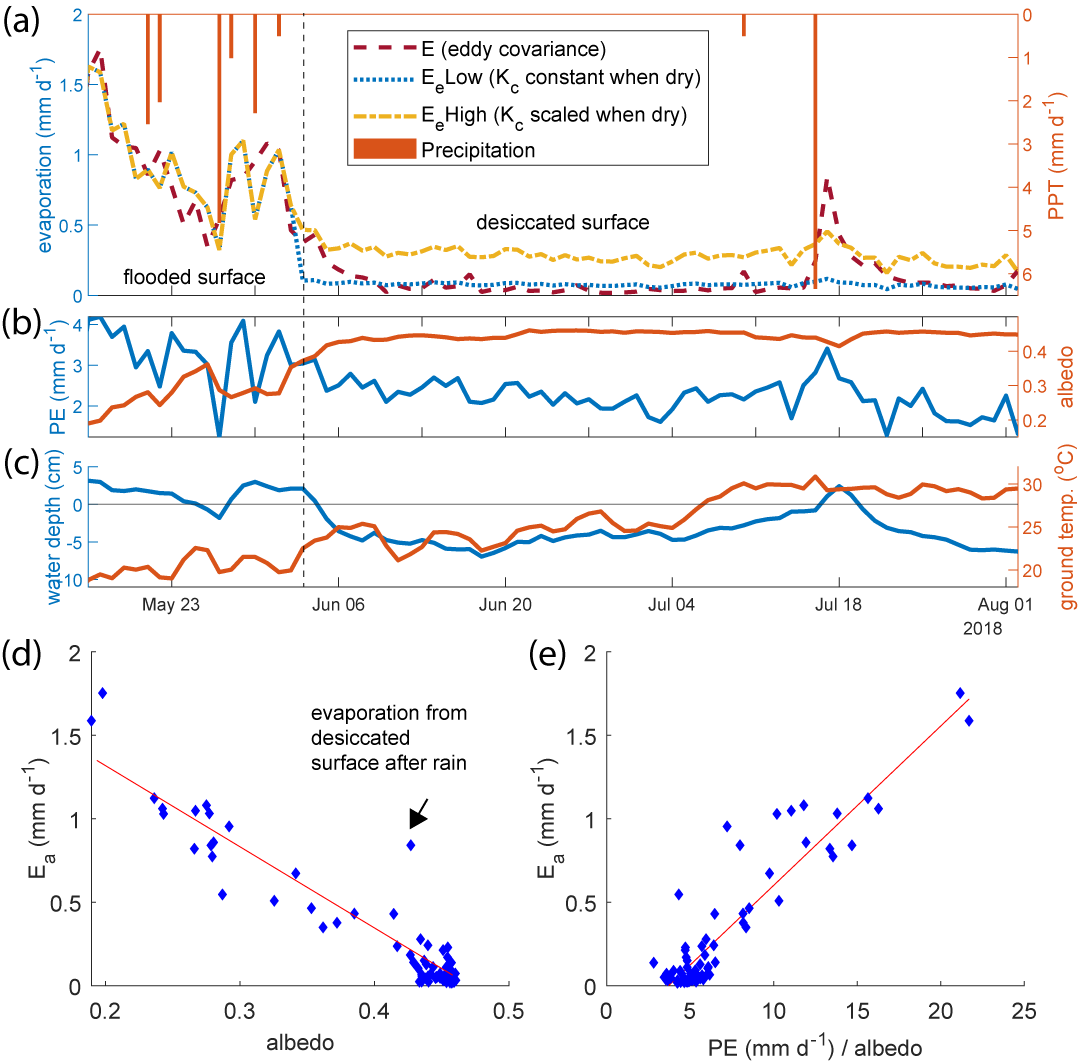 (a)
2
1.5
1
0.5
0
evaporation (mm d⁻¹)
E (eddy covariance)
EₑLow (K꜀ constant when dry)
EₑHigh (K꜀ scaled when dry)
Precipitation
flooded surface
desiccated surface
0
1
2
3
4
5
6
PPT (mm d⁻¹)
(b)
4
3
2
PE (mm d⁻¹)
0.4
0.3
0.2
albedo
(c)
5
0
-5
-10
water depth (cm)
30
25
20
ground temp. (°C)
May 23
Jun 06
Jun 20
Jul 04
Jul 18
Aug 01
2018
(d)
2
1.5
1
0.5
0
Eₐ (mm d⁻¹)
evaporation from
desiccated
surface after rain
0.2
0.3
0.4
0.5
albedo
(e)
2
1.5
1
0.5
0
Eₐ (mm d⁻¹)
0
5
10
15
20
25
PE (mm d⁻¹) / albedo